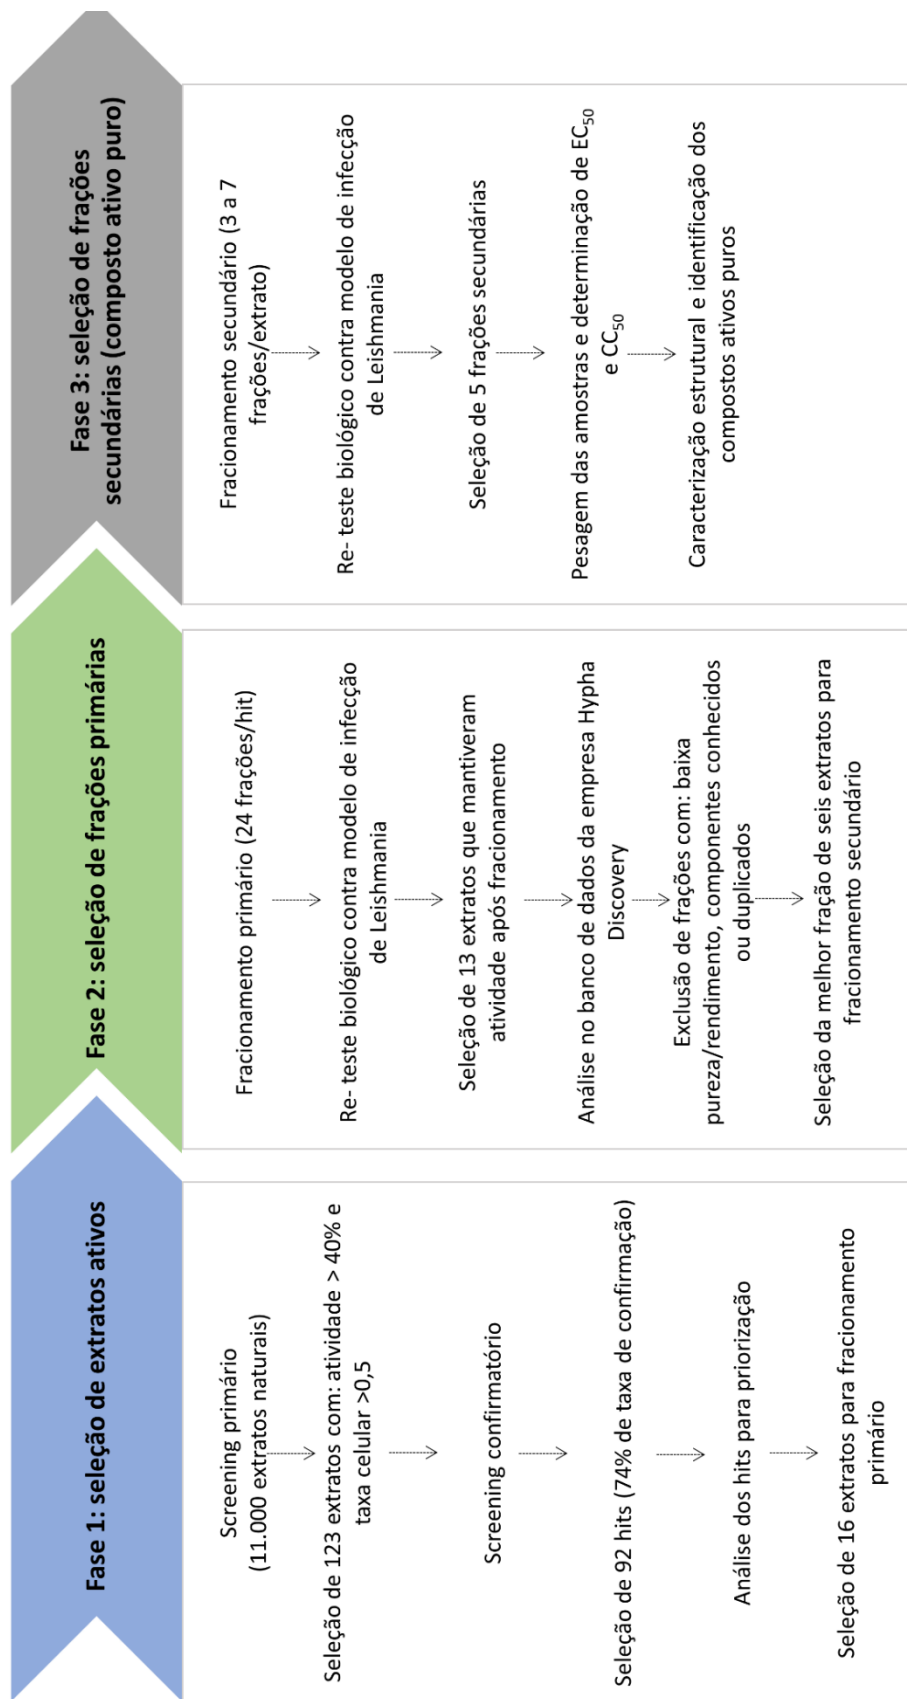 Fase 1: seleção de extratos ativos
Screening primário
(11.000 extratos naturais)
Seleção de 123 extratos com: atividade > 40% e
taxa celular >0,5
Screening confirmatório
Seleção de 92 hits (74% de taxa de confirmação)
Análise dos hits para priorização
Seleção de 16 extratos para fracionamento
primário
Fase 2: seleção de frações primárias
Fracionamento primário (24 frações/hit)
Re- teste biológico contra modelo de infecção
de Leishmania
Seleção de 13 extratos que mantiveram
atividade após fracionamento
Análise no banco de dados da empresa Hypha
Discovery
Exclusão de frações com: baixa
pureza/rendimento, componentes conhecidos
ou duplicados
Seleção da melhor fração de seis extratos para
fracionamento secundário
Fase 3: seleção de frações
secundárias (composto ativo puro)
Fracionamento secundário (3 a 7
frações/extrato)
Re- teste biológico contra modelo de infecção
de Leishmania
Seleção de 5 frações secundárias
Pesagem das amostras e determinação de EC₅₀
e CC₅₀
Caracterização estrutural e identificação dos
compostos ativos puros